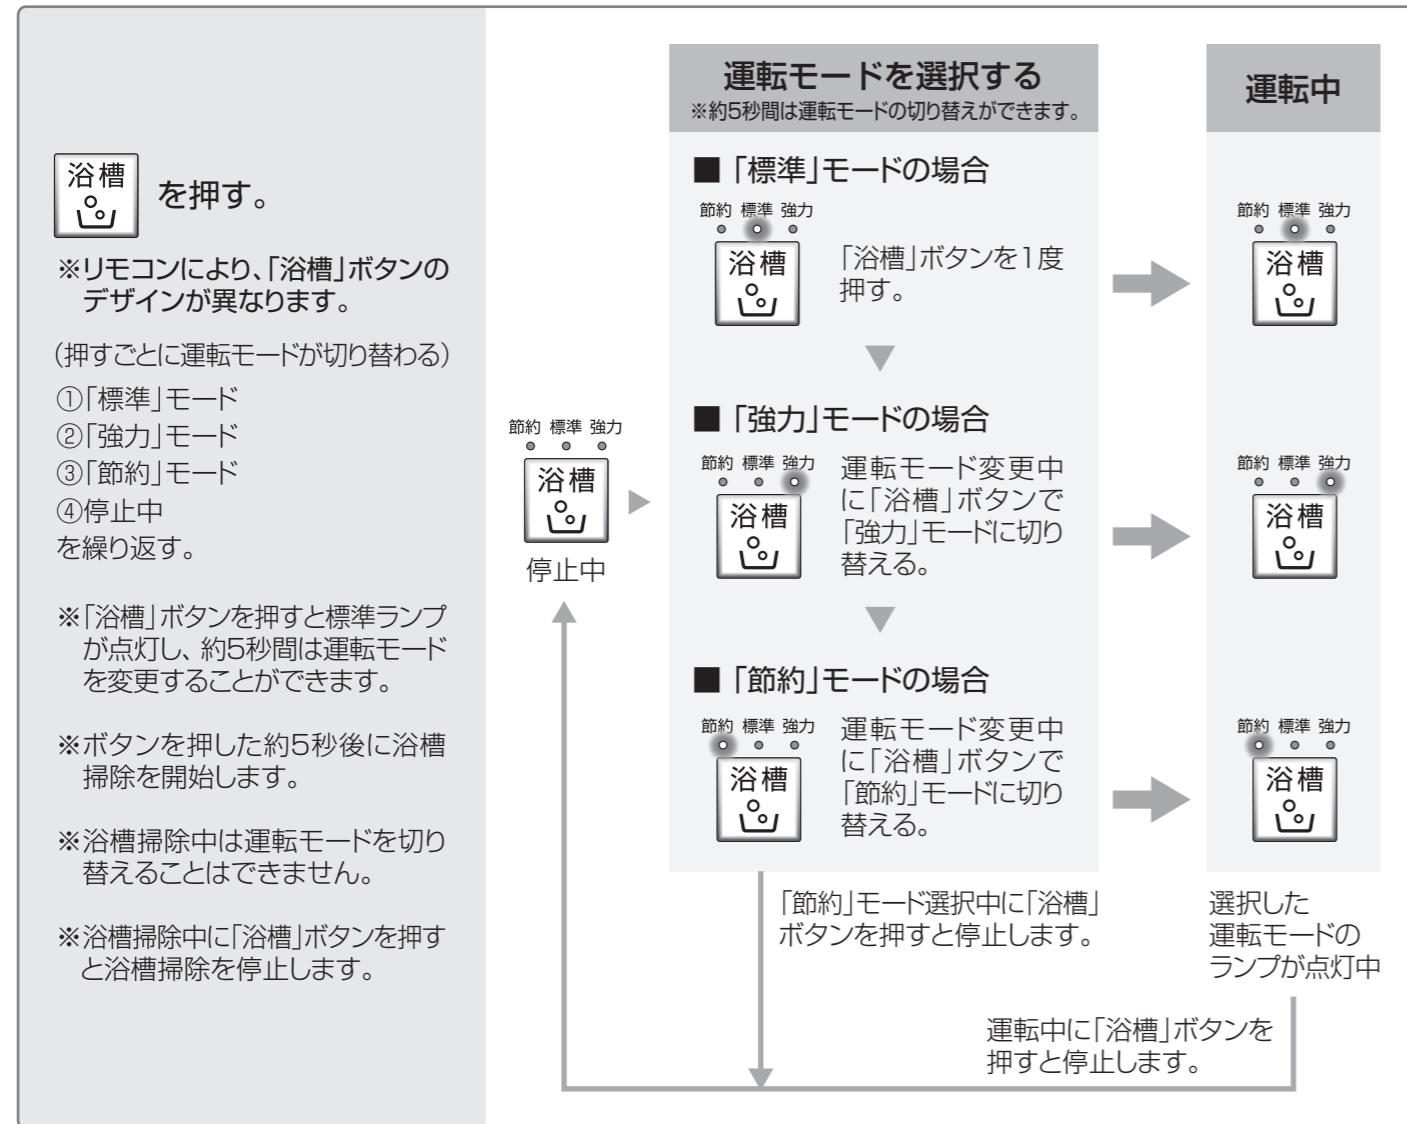 浴槽
を押す。
※リモコンにより、「浴槽」ボタンの
デザインが異なります。
(押すごとに運転モードが切り替わる)
①「標準」モード
②「強力」モード
③「節約」モード
④停止中
を繰り返す。
※「浴槽」ボタンを押すと標準ランプ
が点灯し、約5秒間は運転モード
を変更することができます。
※ボタンを押した約5秒後に浴槽
掃除を開始します。
※浴槽掃除中は運転モードを切り
替えることはできません。
※浴槽掃除中に「浴槽」ボタンを押す
と浴槽掃除を停止します。
節約 標準 強力
浴槽
停止中
運転モードを選択する
※約5秒間は運転モードの切り替えができます。
■「標準」モードの場合
節約 標準 強力
浴槽
「浴槽」ボタンを1度
押す。
■「強力」モードの場合
節約 標準 強力
浴槽
運転モード変更中
に「浴槽」ボタンで
「強力」モードに切り
替える。
■「節約」モードの場合
節約 標準 強力
浴槽
運転モード変更中
に「浴槽」ボタンで
「節約」モードに切り
替える。
「節約」モード選択中に「浴槽」
ボタンを押すと停止します。
運転中
節約 標準 強力
浴槽
節約 標準 強力
浴槽
節約 標準 強力
浴槽
選択した
運転モードの
ランプが点灯中
運転中に「浴槽」ボタンを
押すと停止します。